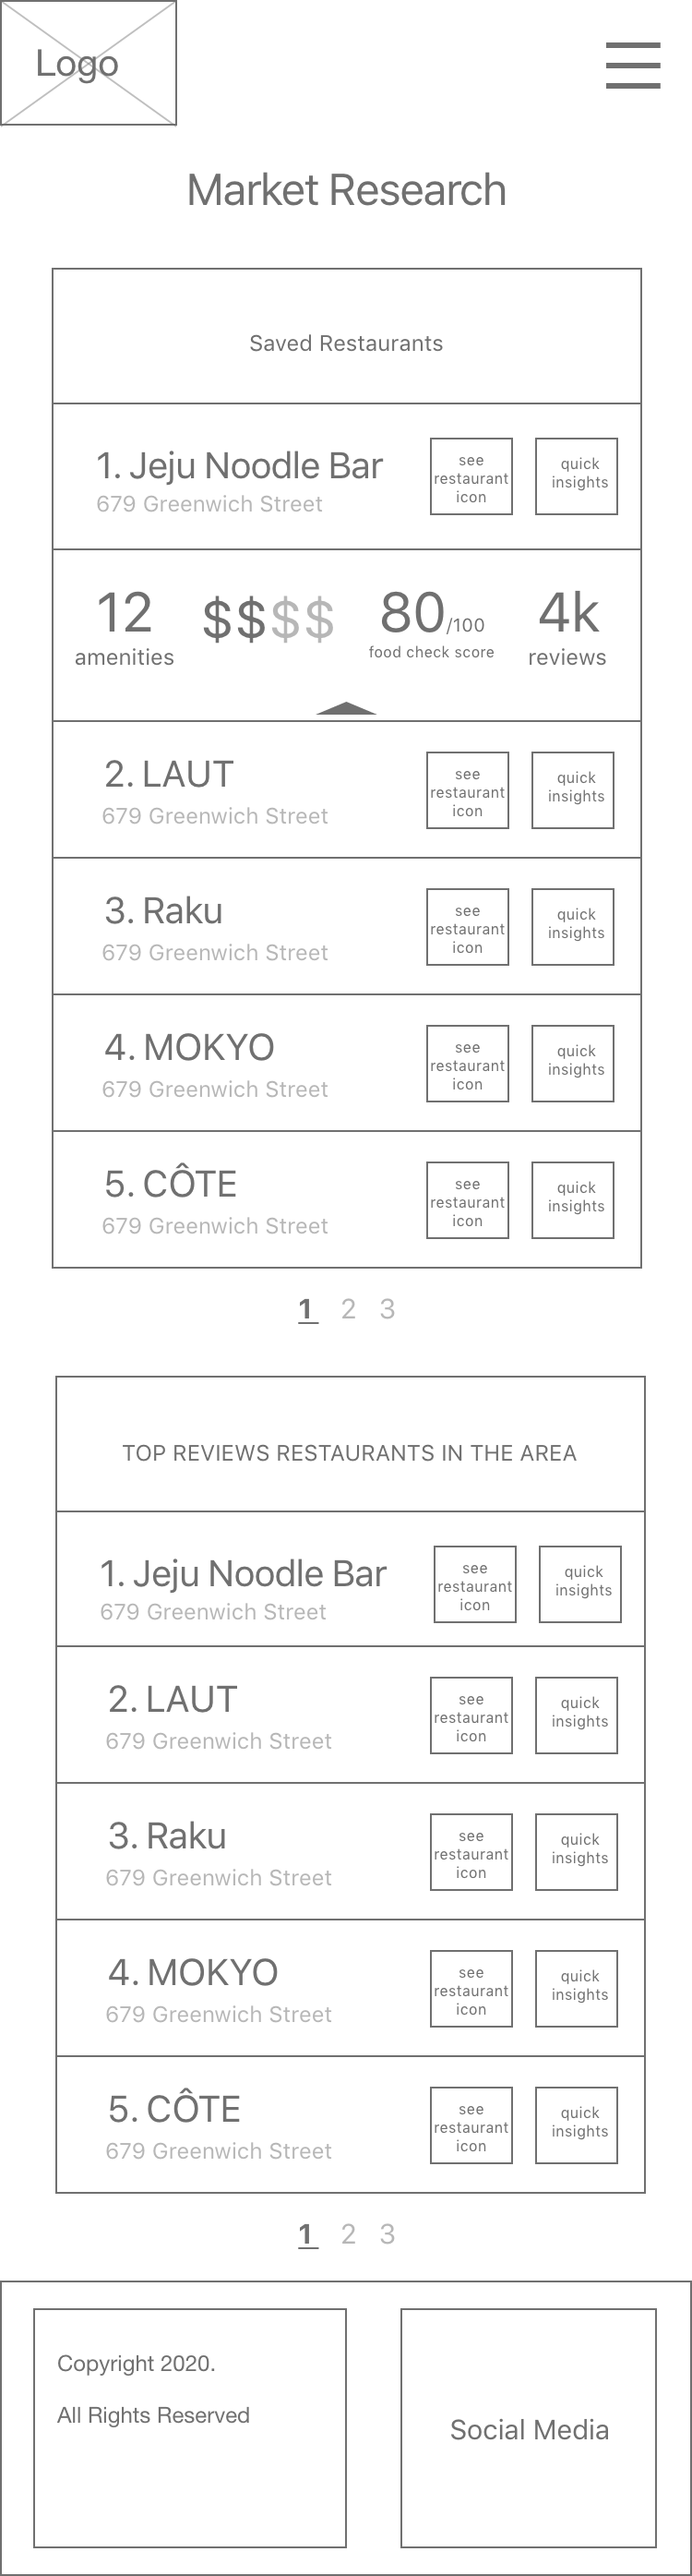 Logo
Market Research
Saved Restaurants
1. Jeju Noodle Bar
679 Greenwich Street
see
restaurant
icon
quick
insights
12
amenities
$$$$
80/100
food check score
4k
reviews
2. LAUT
679 Greenwich Street
see
restaurant
icon
quick
insights
3. Raku
679 Greenwich Street
see
restaurant
icon
quick
insights
4. MOKYO
679 Greenwich Street
see
restaurant
icon
quick
insights
5. CÔTE
679 Greenwich Street
see
restaurant
icon
quick
insights
1 2 3
TOP REVIEWS RESTAURANTS IN THE AREA
1. Jeju Noodle Bar
679 Greenwich Street
see
restaurant
icon
quick
insights
2. LAUT
679 Greenwich Street
see
restaurant
icon
quick
insights
3. Raku
679 Greenwich Street
see
restaurant
icon
quick
insights
4. MOKYO
679 Greenwich Street
see
restaurant
icon
quick
insights
5. CÔTE
679 Greenwich Street
see
restaurant
icon
quick
insights
1 2 3
Copyright 2020.
All Rights Reserved
Social Media